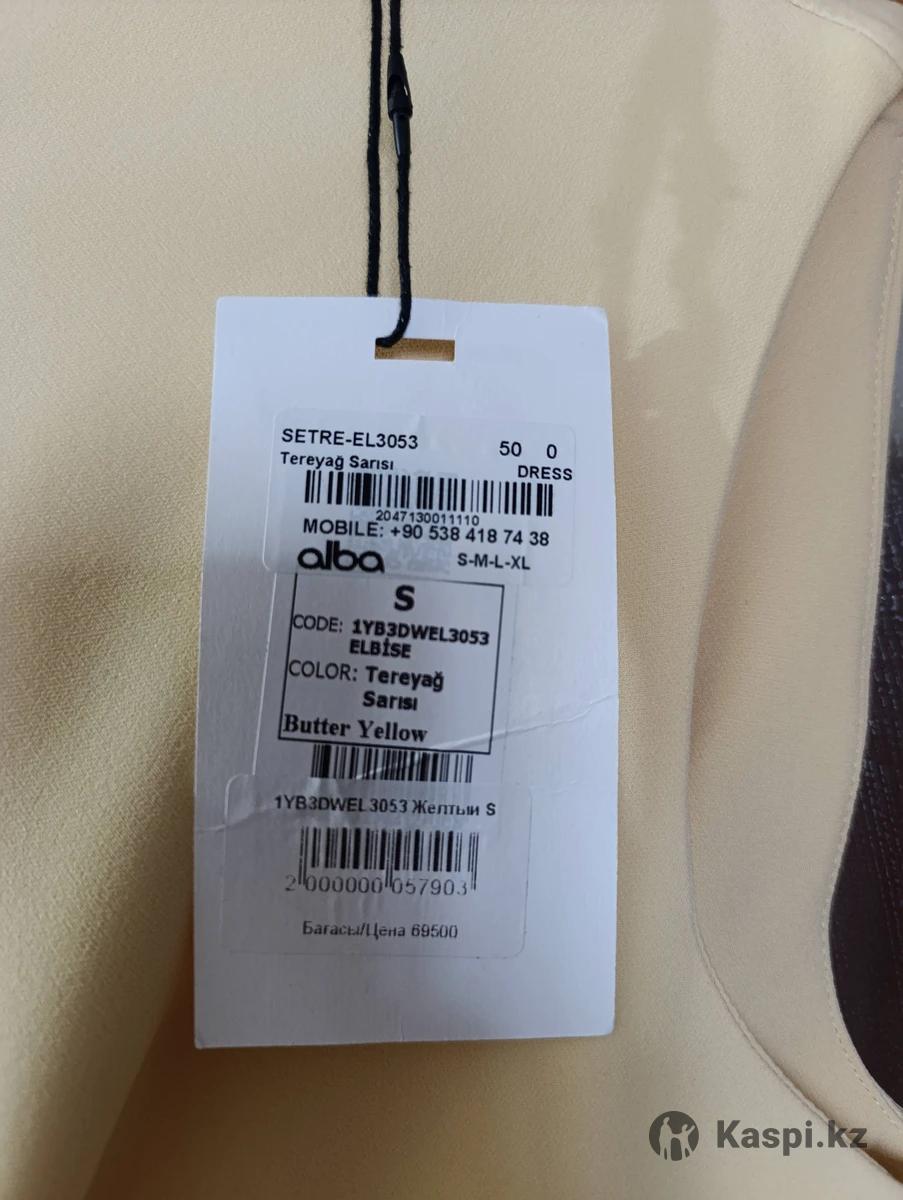 SETRE-EL3053 50 0
Tereyağ Sarısı DRESS
2047130011110
MOBILE: +90 538 418 74 38
alba S-M-L-XL
S
CODE: 1YB3DWEL3053
ELBİSE
COLOR: Tereyağ
Sarısı
Butter Yellow
1YB3DWEL3053 Желтый S
2 000000 057903
Бағасы/Цена 69500
Kaspi.kz